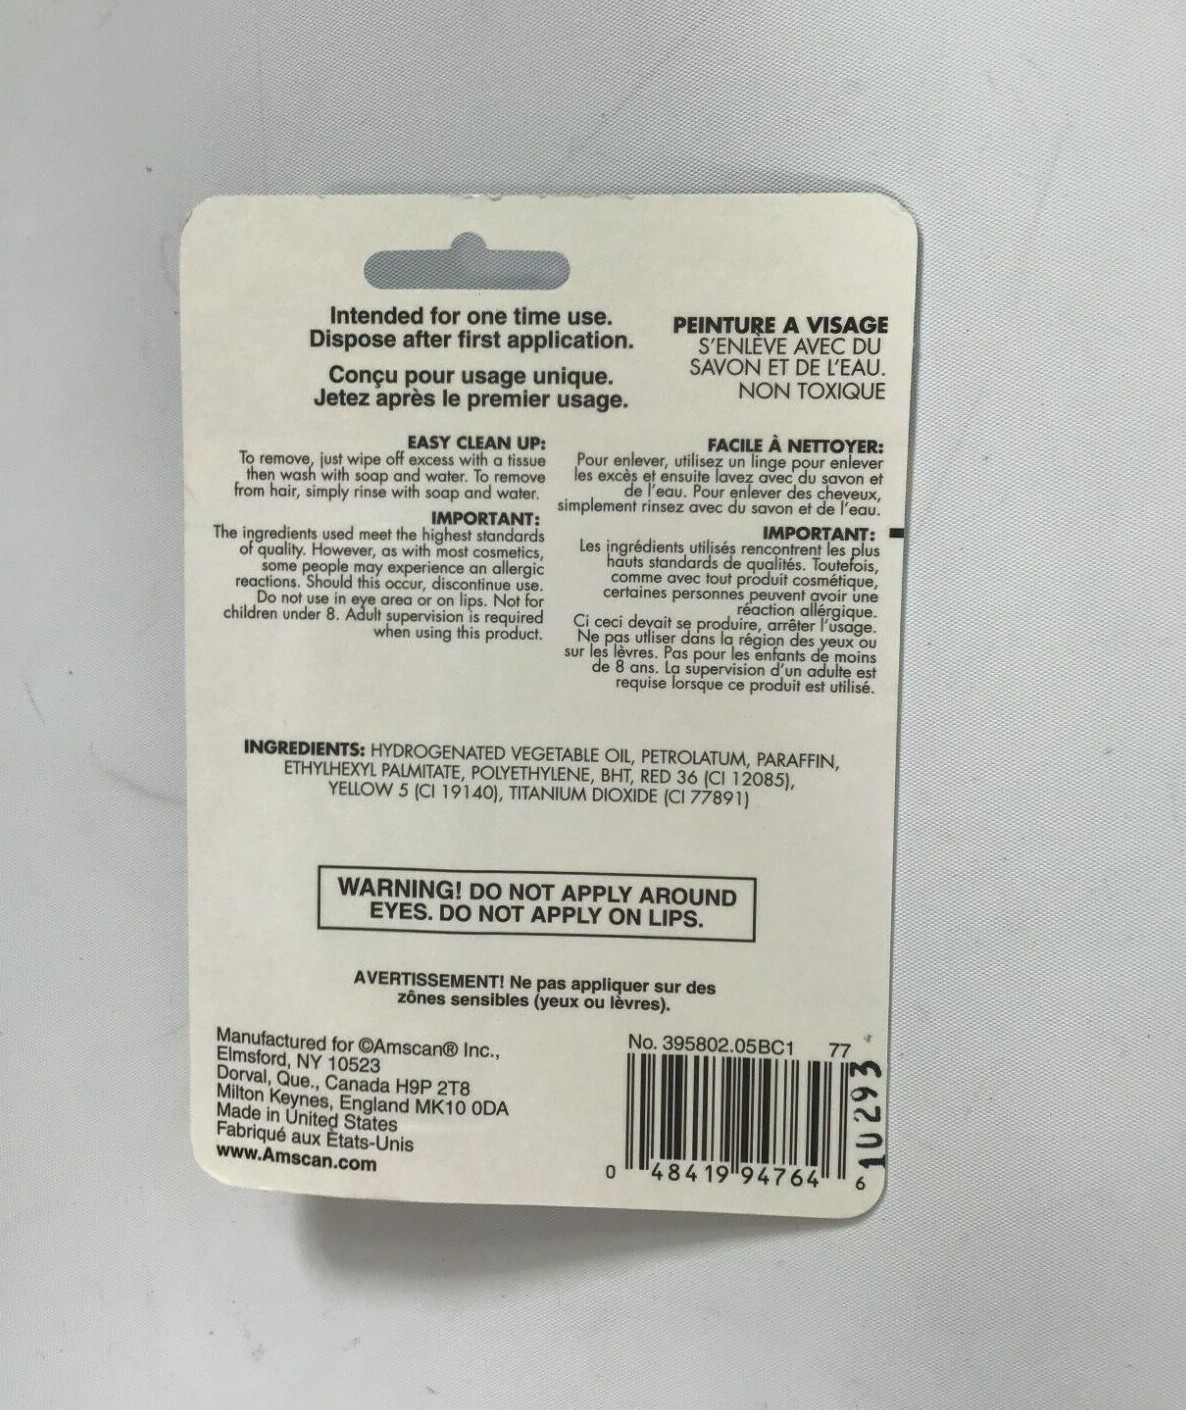 Intended for one time use.
Dispose after first application.
Conçu pour usage unique.
Jetez après le premier usage.
PEINTURE A VISAGE
S'ENLÈVE AVEC DU
SAVON ET DE L'EAU.
NON TOXIQUE
EASY CLEAN UP:
To remove, just wipe off excess with a tissue
then wash with soap and water. To remove
from hair, simply rinse with soap and water.
IMPORTANT:
The ingredients used meet the highest standards
of quality. However, as with most cosmetics,
some people may experience an allergic
reactions. Should this occur, discontinue use.
Do not use in eye area or on lips. Not for
children under 8. Adult supervision is required
when using this product.
FACILE À NETTOYER:
Pour enlever, utilisez un linge pour enlever
les excès et ensuite lavez avec du savon et
de l'eau. Pour enlever des cheveux,
simplement rinsez avec du savon et de l'eau.
IMPORTANT:
Les ingrédients utilisés rencontrent les plus
hauts standards de qualités. Toutefois,
comme avec tout produit cosmétique,
certaines personnes peuvent avoir une
réaction allérgique.
Ci ceci devait se produire, arrêter l'usage.
Ne pas utliser dans la région des yeux ou
sur les lèvres. Pas pour les enfants de moins
de 8 ans. La supervision d'un adulte est
requise lorsque ce produit est utilisé.
INGREDIENTS: HYDROGENATED VEGETABLE OIL, PETROLATUM, PARAFFIN,
ETHYLHEXYL PALMITATE, POLYETHYLENE, BHT, RED 36 (CI 12085),
YELLOW 5 (CI 19140), TITANIUM DIOXIDE (CI 77891)
WARNING! DO NOT APPLY AROUND
EYES. DO NOT APPLY ON LIPS.
AVERTISSEMENT! Ne pas appliquer sur des
zônes sensibles (yeux ou lèvres).
Manufactured for ©Amscan® Inc.,
Elmsford, NY 10523
Dorval, Que., Canada H9P 2T8
Milton Keynes, England MK10 0DA
Made in United States
Fabriqué aux États-Unis
www.Amscan.com
No. 395802.05BC1 77
0 48419 94764 6
10293